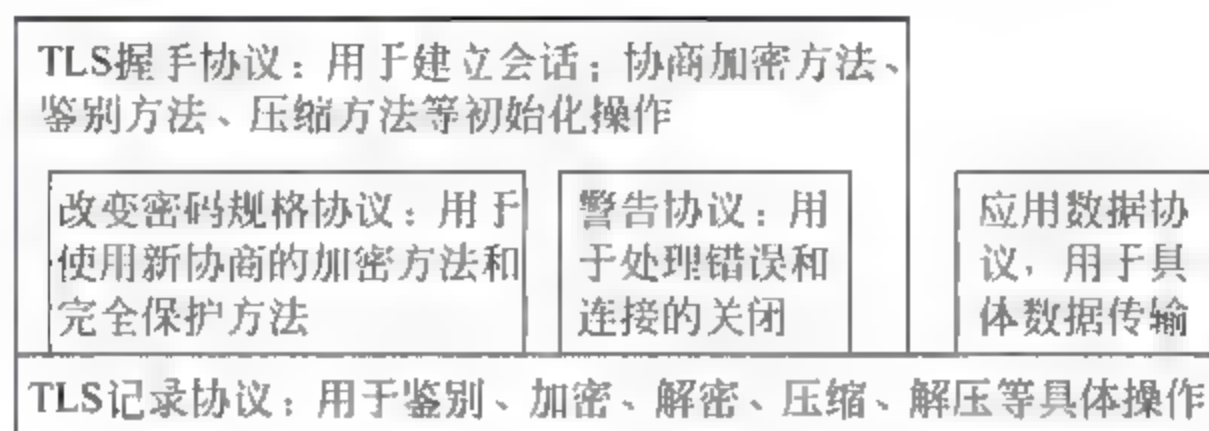 TLS握手协议：用于建立会话；协商加密方法、
鉴别方法、压缩方法等初始化操作
改变密码规格协议：用于
使用新协商的加密方法和
完全保护方法
警告协议：用
于处理错误和
连接的关闭
应用数据协
议，用于具
体数据传输
TLS记录协议：用于鉴别、加密、解密、压缩、解压等具体操作